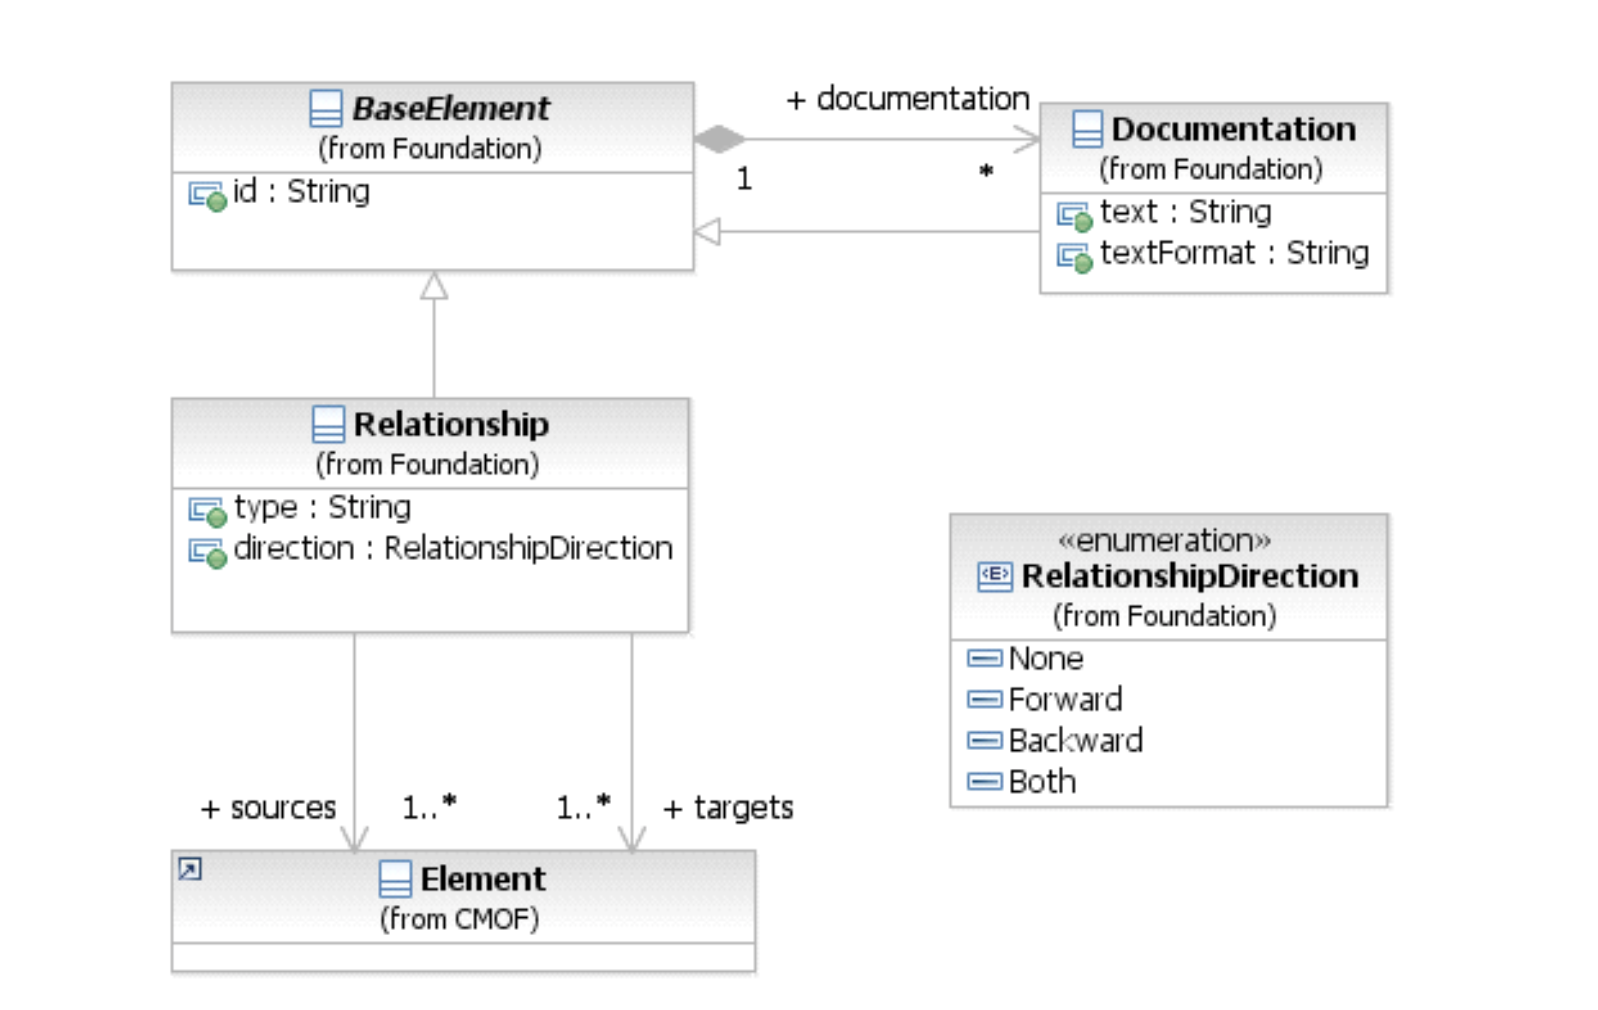 BaseElement
(from Foundation)
id : String
+ documentation
1
*
Documentation
(from Foundation)
text : String
textFormat : String
Relationship
(from Foundation)
type : String
direction : RelationshipDirection
«enumeration»
<E> RelationshipDirection
(from Foundation)
None
Forward
Backward
Both
+ sources
1..*
1..*
+ targets
Element
(from CMOF)